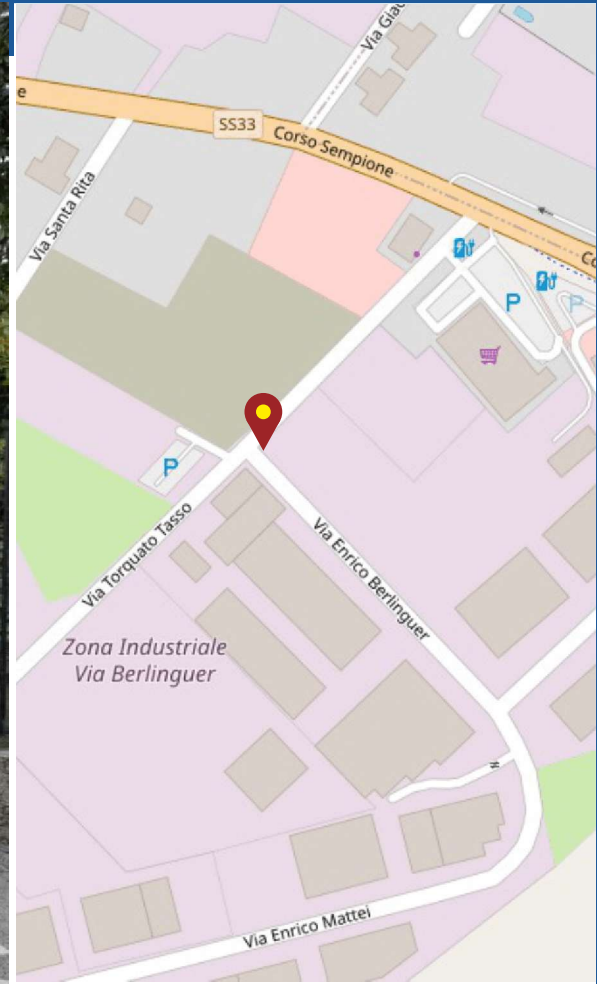 Via Giac
e
SS33
Corso Sempione
Via Santa Rita
Co
P
P
P
Via Torquato Tasso
Via Enrico Berlinguer
Zona Industriale
Via Berlinguer
Via Enrico Mattei